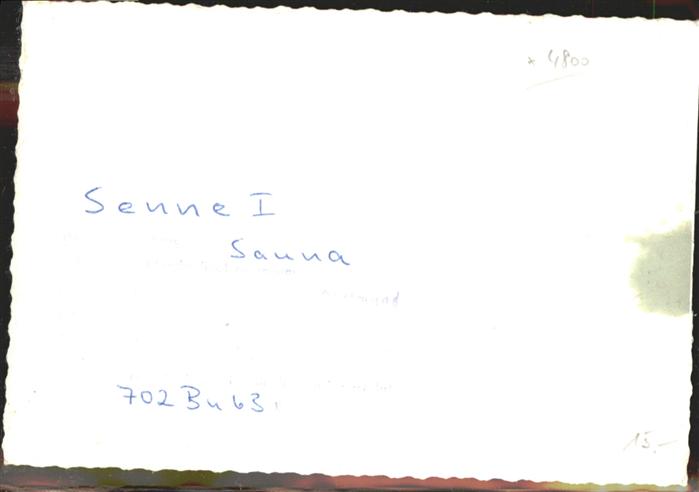 * 4800
Senne I
Sauna
702 Bu 63
15.-